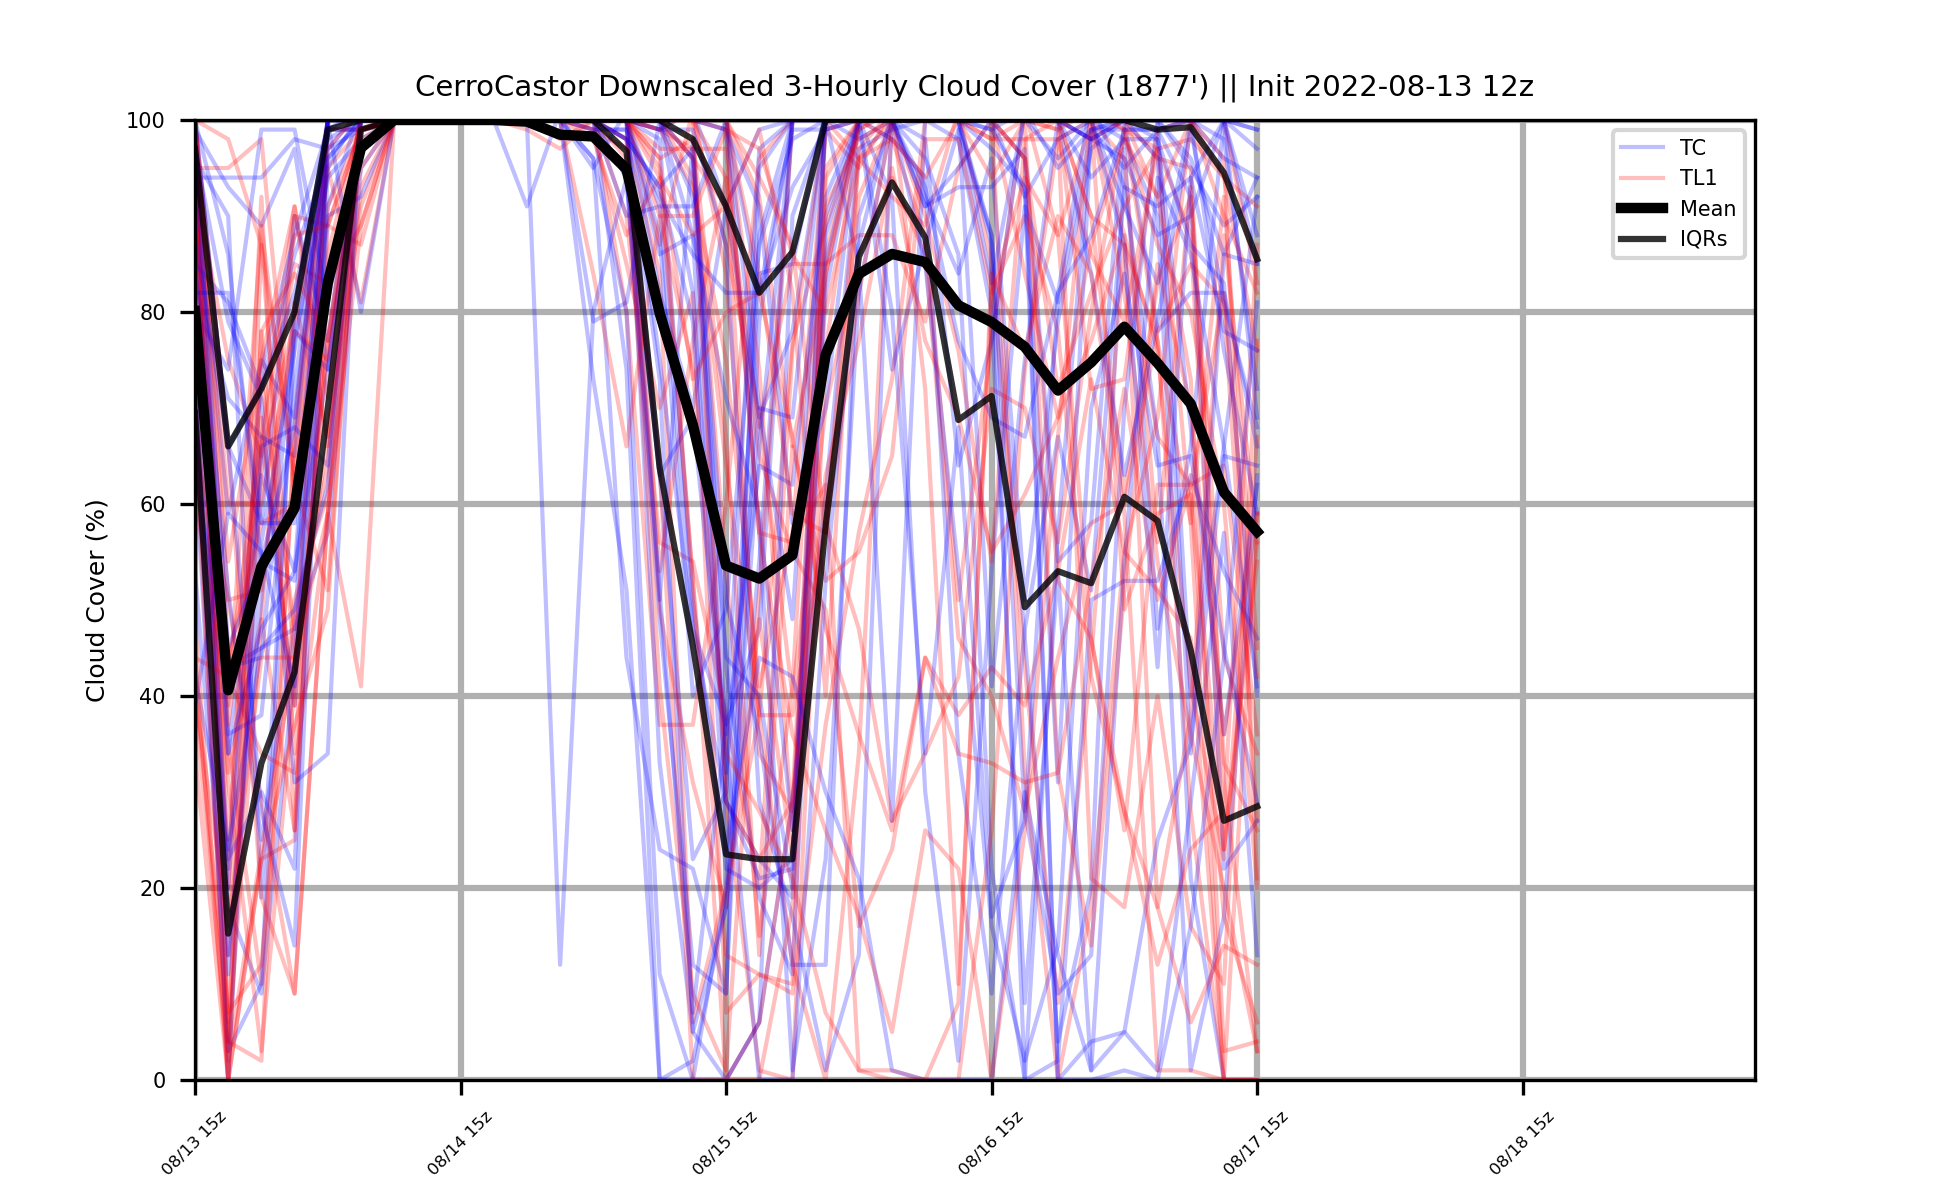 CerroCastor Downscaled 3-Hourly Cloud Cover (1877') || Init 2022-08-13 12z
TC
TL1
Mean
IQRs
Cloud Cover (%)
100
80
60
40
20
0
08/13 15z
08/14 15z
08/15 15z
08/16 15z
08/17 15z
08/18 15z